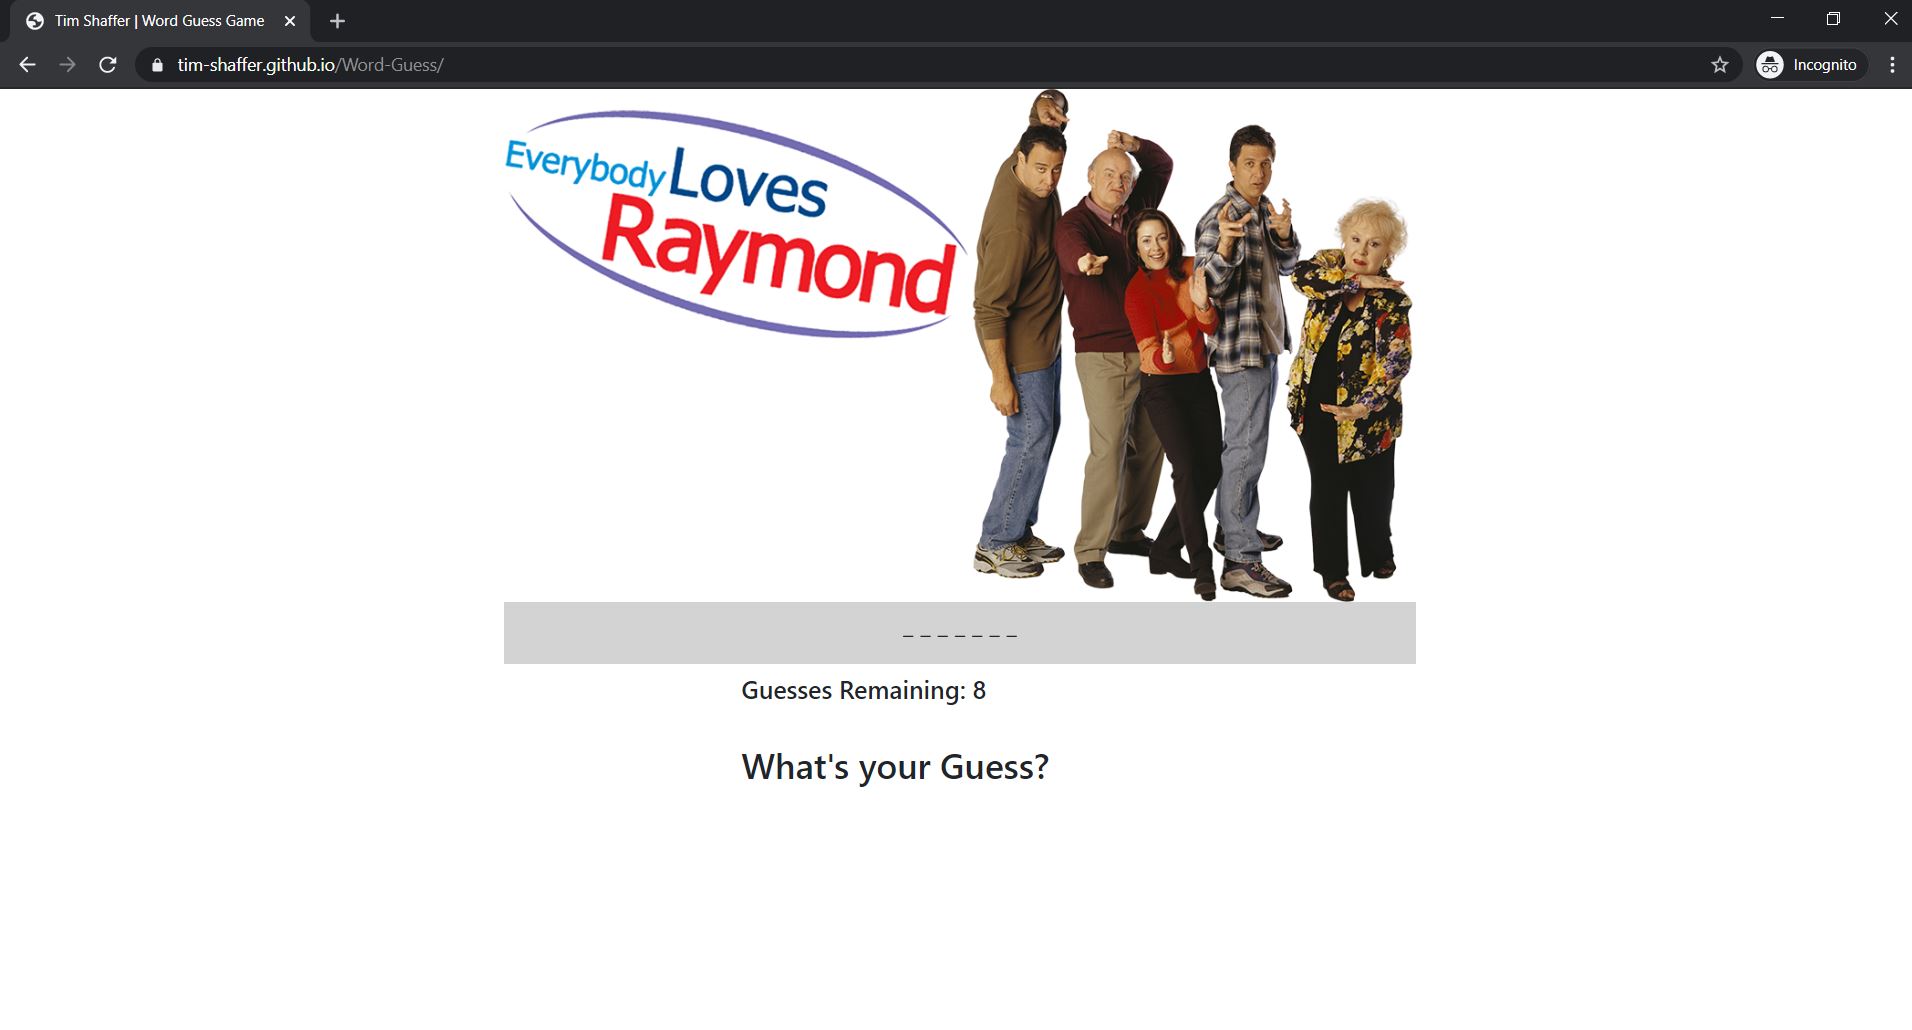 Tim Shaffer | Word Guess Game
tim-shaffer.github.io/Word-Guess/
Incognito
Everybody Loves
Raymond
_ _ _ _ _ _ _
Guesses Remaining: 8
What's your Guess?